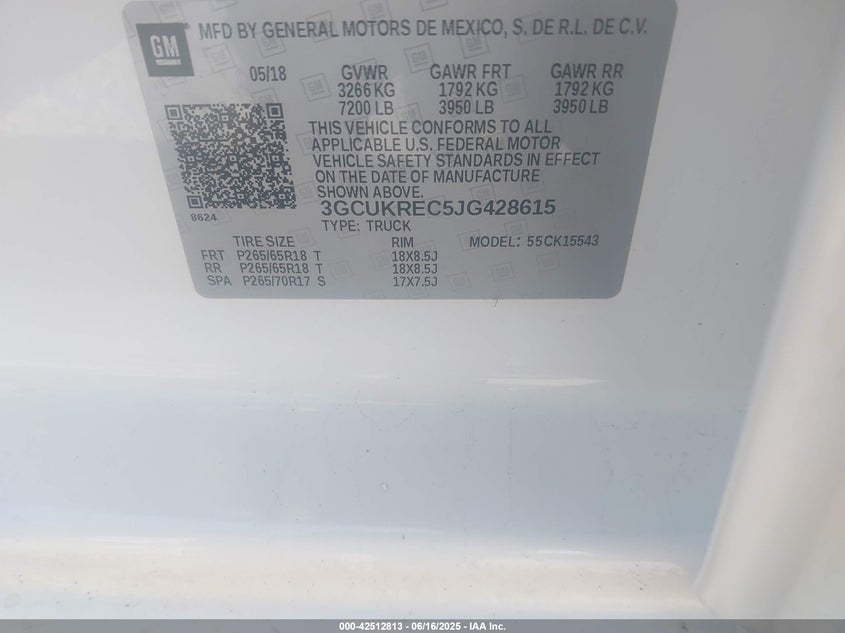 GM
MFD BY GENERAL MOTORS DE MEXICO, S. DE R.L. DE C.V.
05/18 GVWR GAWR FRT GAWR RR
3266 KG 1792 KG 1792 KG
7200 LB 3950 LB 3950 LB
THIS VEHICLE CONFORMS TO ALL
APPLICABLE U.S. FEDERAL MOTOR
VEHICLE SAFETY STANDARDS IN EFFECT
ON THE DATE OF MANUFACTURE
SHOWN ABOVE.
8624
3GCUKREC5JG428615
TYPE: TRUCK
TIRE SIZE RIM MODEL: 55CK15543
FRT P265/65R18 T 18X8.5J
RR P265/65R18 T 18X8.5J
SPA P265/70R17 S 17X7.5J
000-42512813 - 06/16/2025 - IAA Inc.